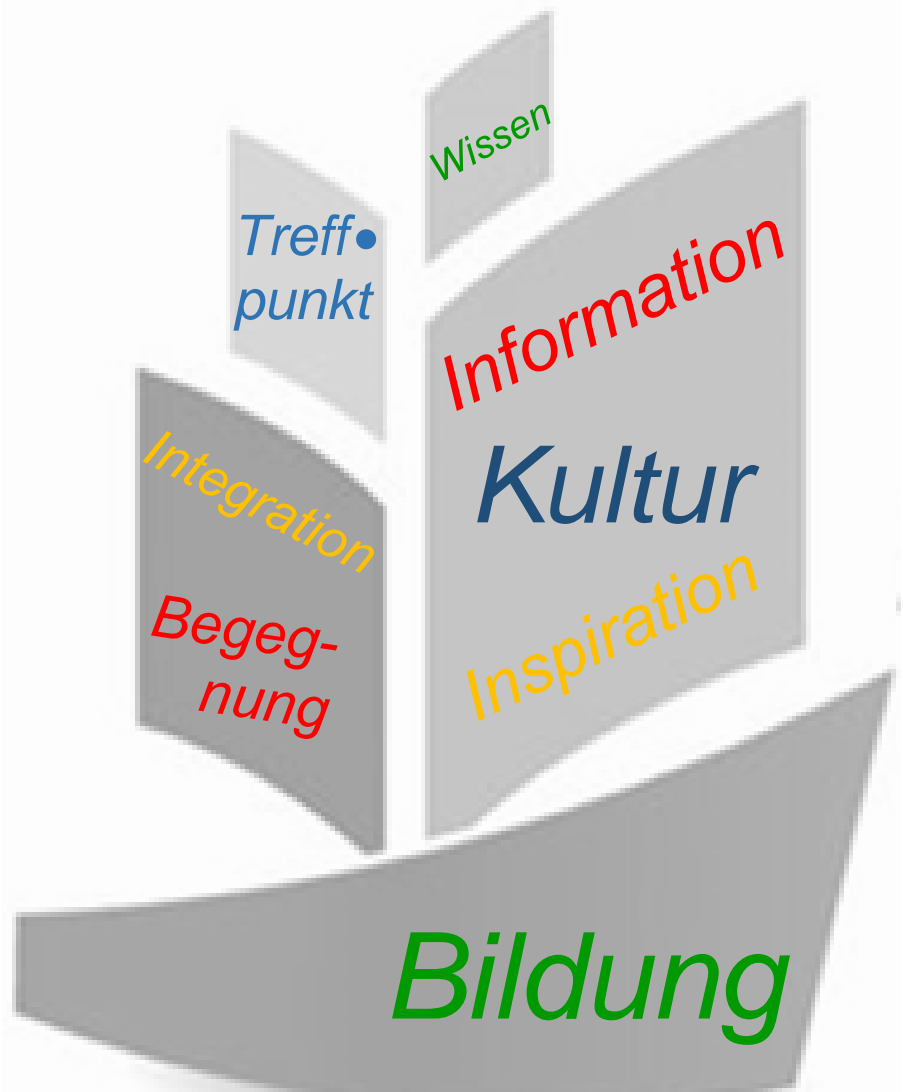 Wissen
Treff•
punkt
Information
Kultur
Integration
Inspiration
Begeg-
nung
Bildung